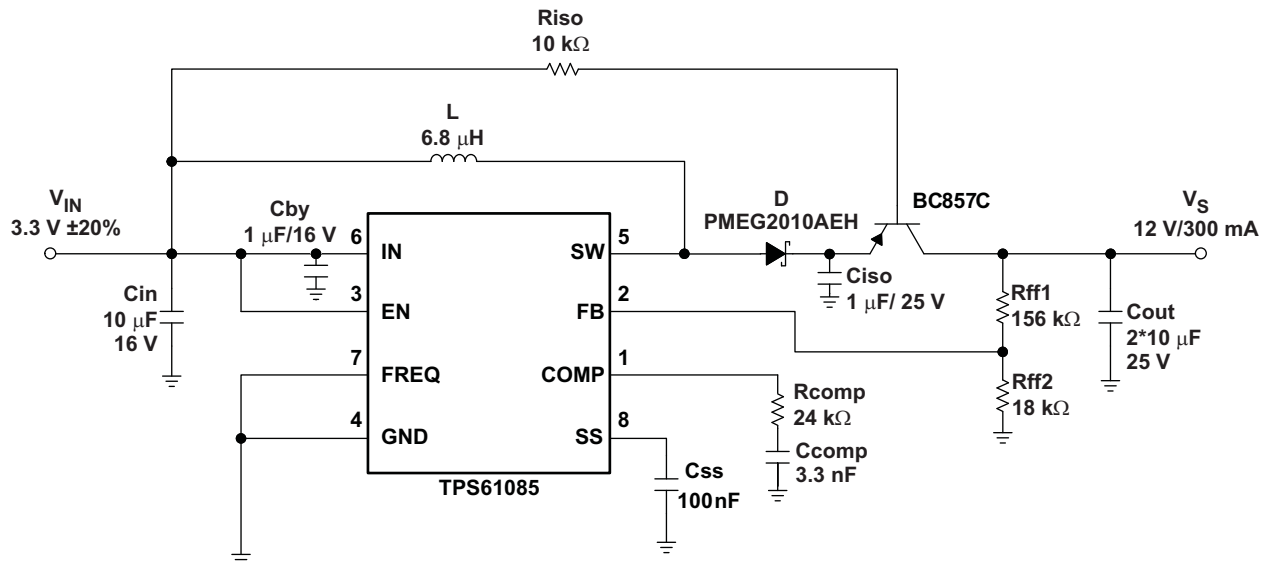 Riso
10 kΩ
L
6.8 μH
VIN
3.3 V ±20%
Cby
1 μF/16 V
D
PMEG2010AEH
BC857C
VS
12 V/300 mA
6
IN
SW
5
Cin
10 μF
16 V
3
EN
FB
2
Ciso
1 μF/ 25 V
Rff1
156 kΩ
Cout
2*10 μF
25 V
7
FREQ
COMP
1
Rcomp
24 kΩ
Rff2
18 kΩ
4
GND
SS
8
Ccomp
3.3 nF
Css
100nF
TPS61085